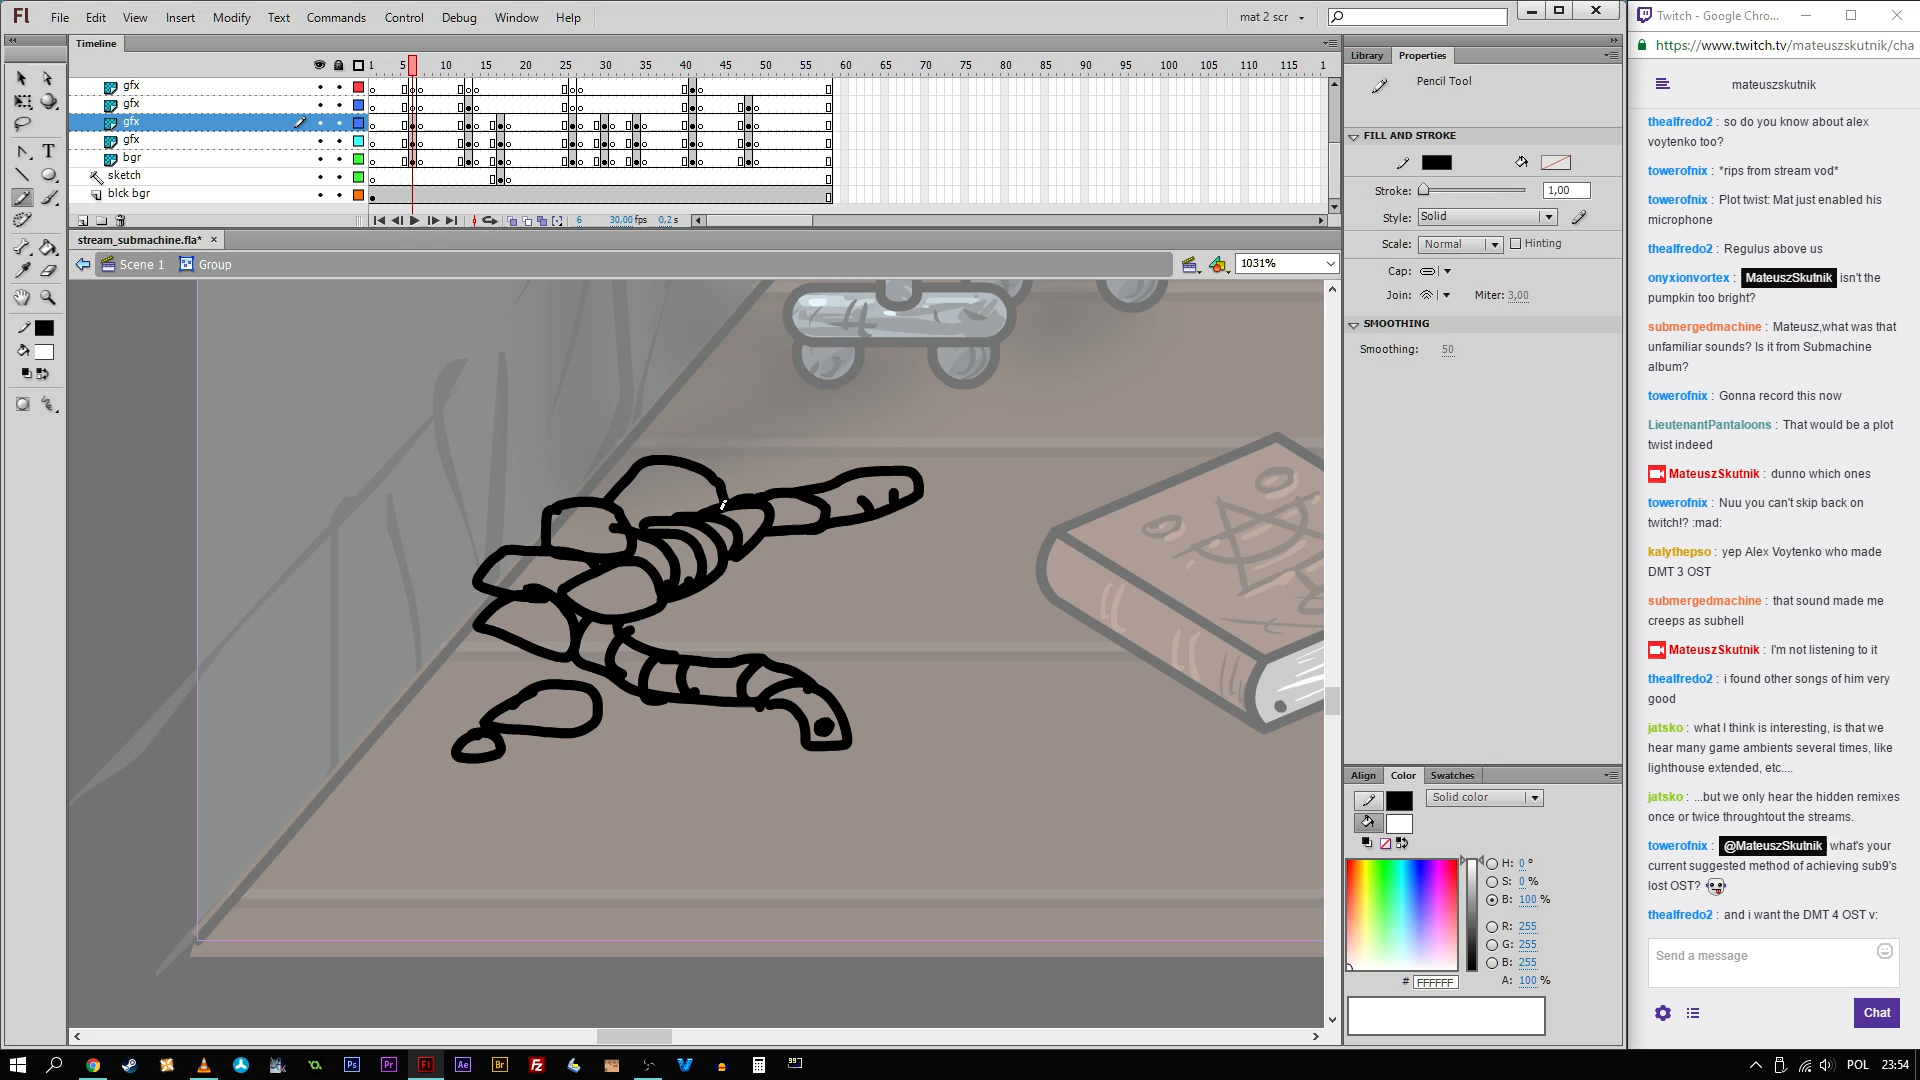 Fl File Edit View Insert Modify Text Commands Control Debug Window Help mat 2 scr
Timeline
1 5 10 15 20 25 30 35 40 45 50 55 60 65 70 75 80 85 90 95 100 105 110 115 1
gfx
gfx
gfx
gfx
bgr
sketch
blck bgr
6 30,00 fps 0,2 s
stream_submachine.fla*
Scene 1 Group 1031%
Library Properties
Pencil Tool
FILL AND STROKE
Stroke: 1,00
Style: Solid
Scale: Normal Hinting
Cap:
Join: Miter: 3,00
SMOOTHING
Smoothing: 50
Align Color Swatches
Solid color
H: 0 °
S: 0 %
B: 100 %
R: 255
G: 255
B: 255
# FFFFFF A: 100 %
Twitch - Google Chro...
https://www.twitch.tv/mateuszskutnik/cha
mateuszskutnik
thealfredo2 : so do you know about alex
voytenko too?
towerofnix : *rips from stream vod*
towerofnix : Plot twist: Mat just enabled his
microphone
thealfredo2 : Regulus above us
onyxionvortex : MateuszSkutnik isn't the
pumpkin too bright?
submergedmachine : Mateusz,what was that
unfamiliar sounds? Is it from Submachine
album?
towerofnix : Gonna record this now
LieutenantPantaloons : That would be a plot
twist indeed
MateuszSkutnik : dunno which ones
towerofnix : Nuu you can't skip back on
twitch!? :mad:
kalythepso : yep Alex Voytenko who made
DMT 3 OST
submergedmachine : that sound made me
creeps as subhell
MateuszSkutnik : I'm not listening to it
thealfredo2 : i found other songs of him very
good
jatsko : what I think is interesting, is that we
hear many game ambients several times, like
lighthouse extended, etc....
jatsko : ...but we only hear the hidden remixes
once or twice throughtout the streams.
towerofnix : @MateuszSkutnik what's your
current suggested method of achieving sub9's
lost OST?
thealfredo2 : and i want the DMT 4 OST v:
Send a message
Chat
Ps Pr Fl Ae Br Fz POL 23:54